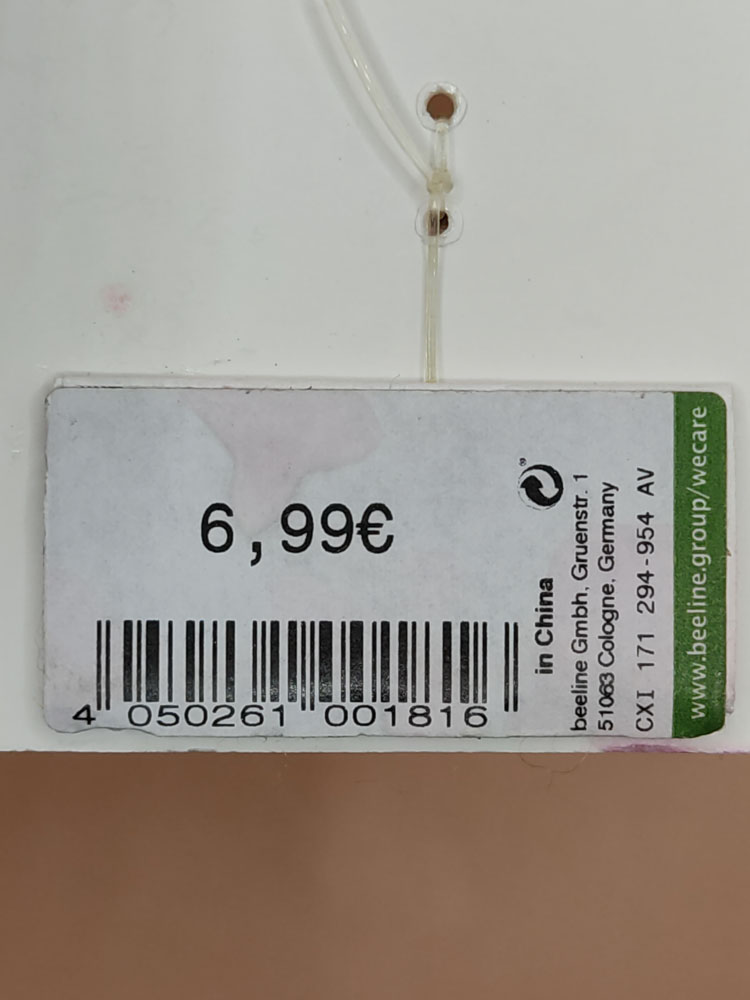 6,99€
4 050261 001816
in China
beeline Gmbh, Gruenstr. 1
51063 Cologne, Germany
CXI 171 294-954 AV
www.beeline.group/wecare